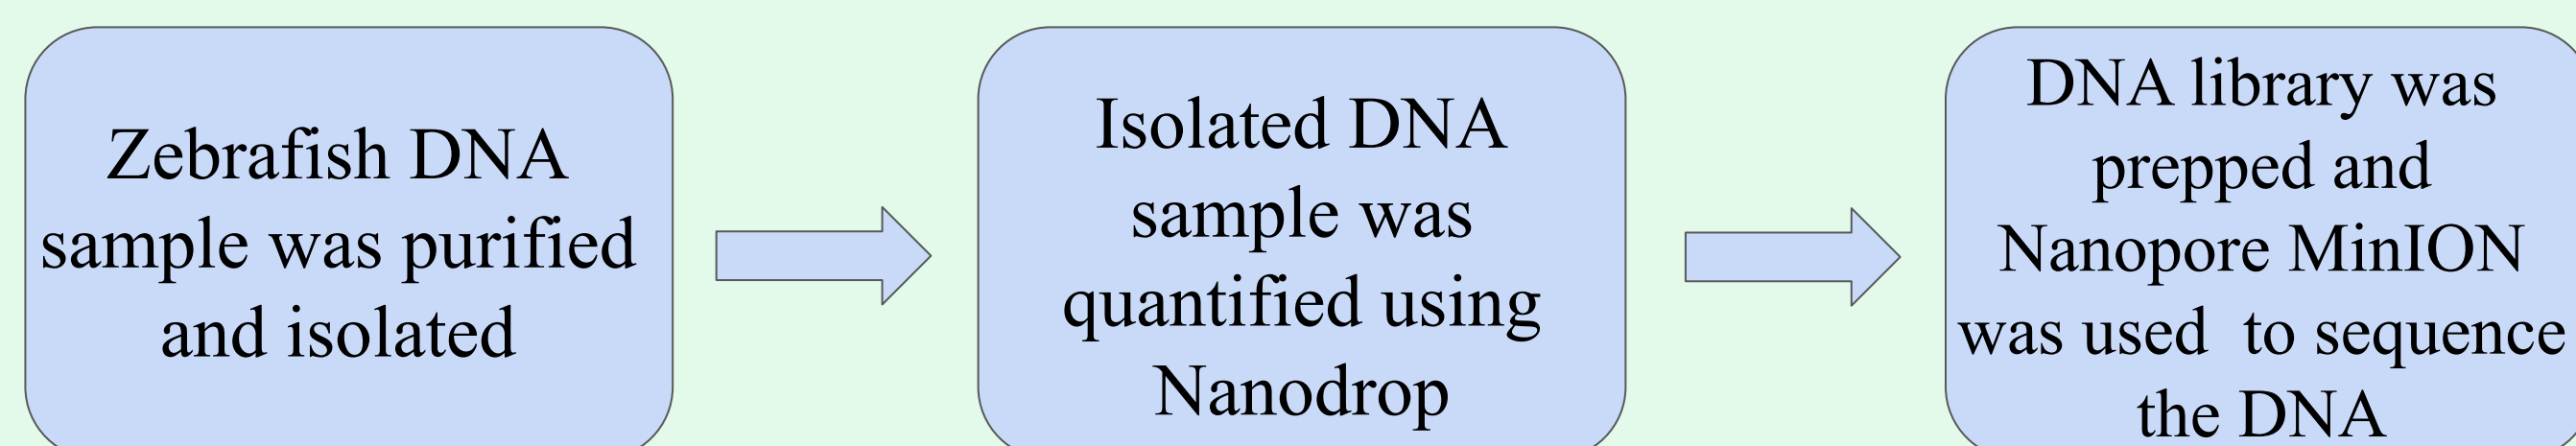 Zebrafish DNA
sample was purified
and isolated
Isolated DNA
sample was
quantified using
Nanodrop
DNA library was
prepped and
Nanopore MinION
was used  to sequence
the DNA